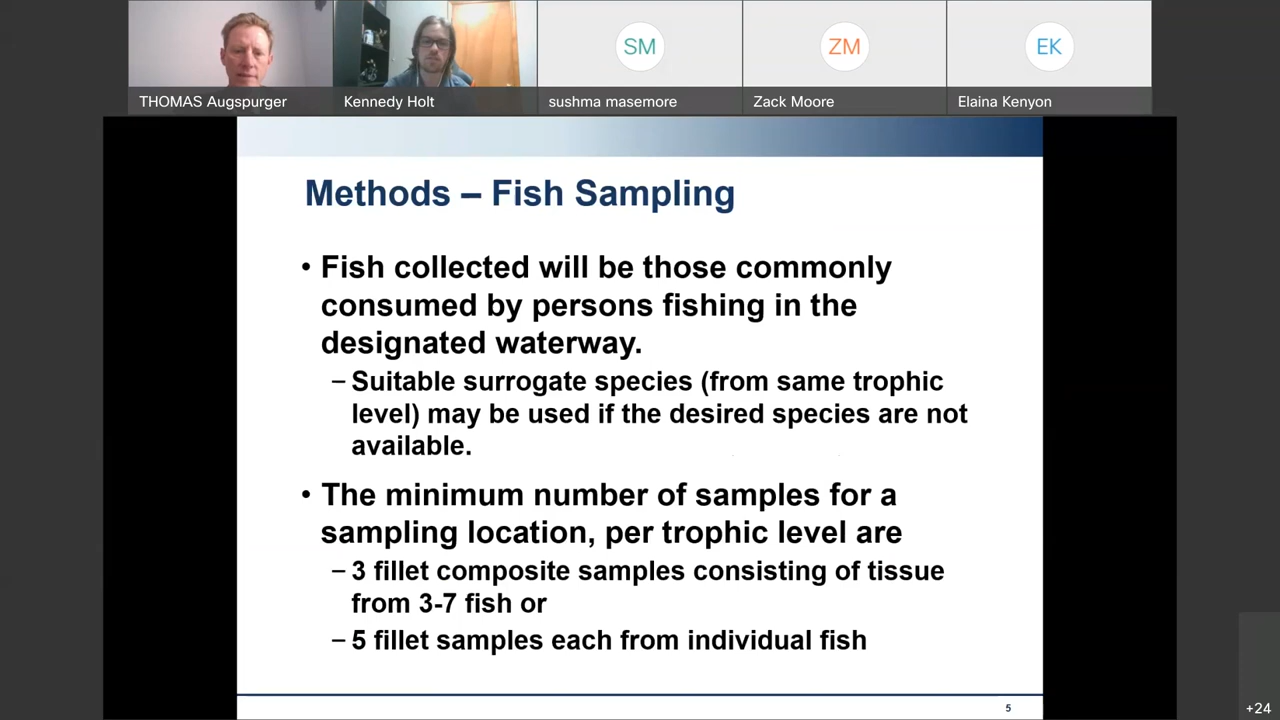 SM
ZM
EK
THOMAS Augspurger
Kennedy Holt
sushma masemore
Zack Moore
Elaina Kenyon
Methods – Fish Sampling
• Fish collected will be those commonly
consumed by persons fishing in the
designated waterway.
– Suitable surrogate species (from same trophic
level) may be used if the desired species are not
available.
• The minimum number of samples for a
sampling location, per trophic level are
– 3 fillet composite samples consisting of tissue
from 3-7 fish or
– 5 fillet samples each from individual fish
5
+24